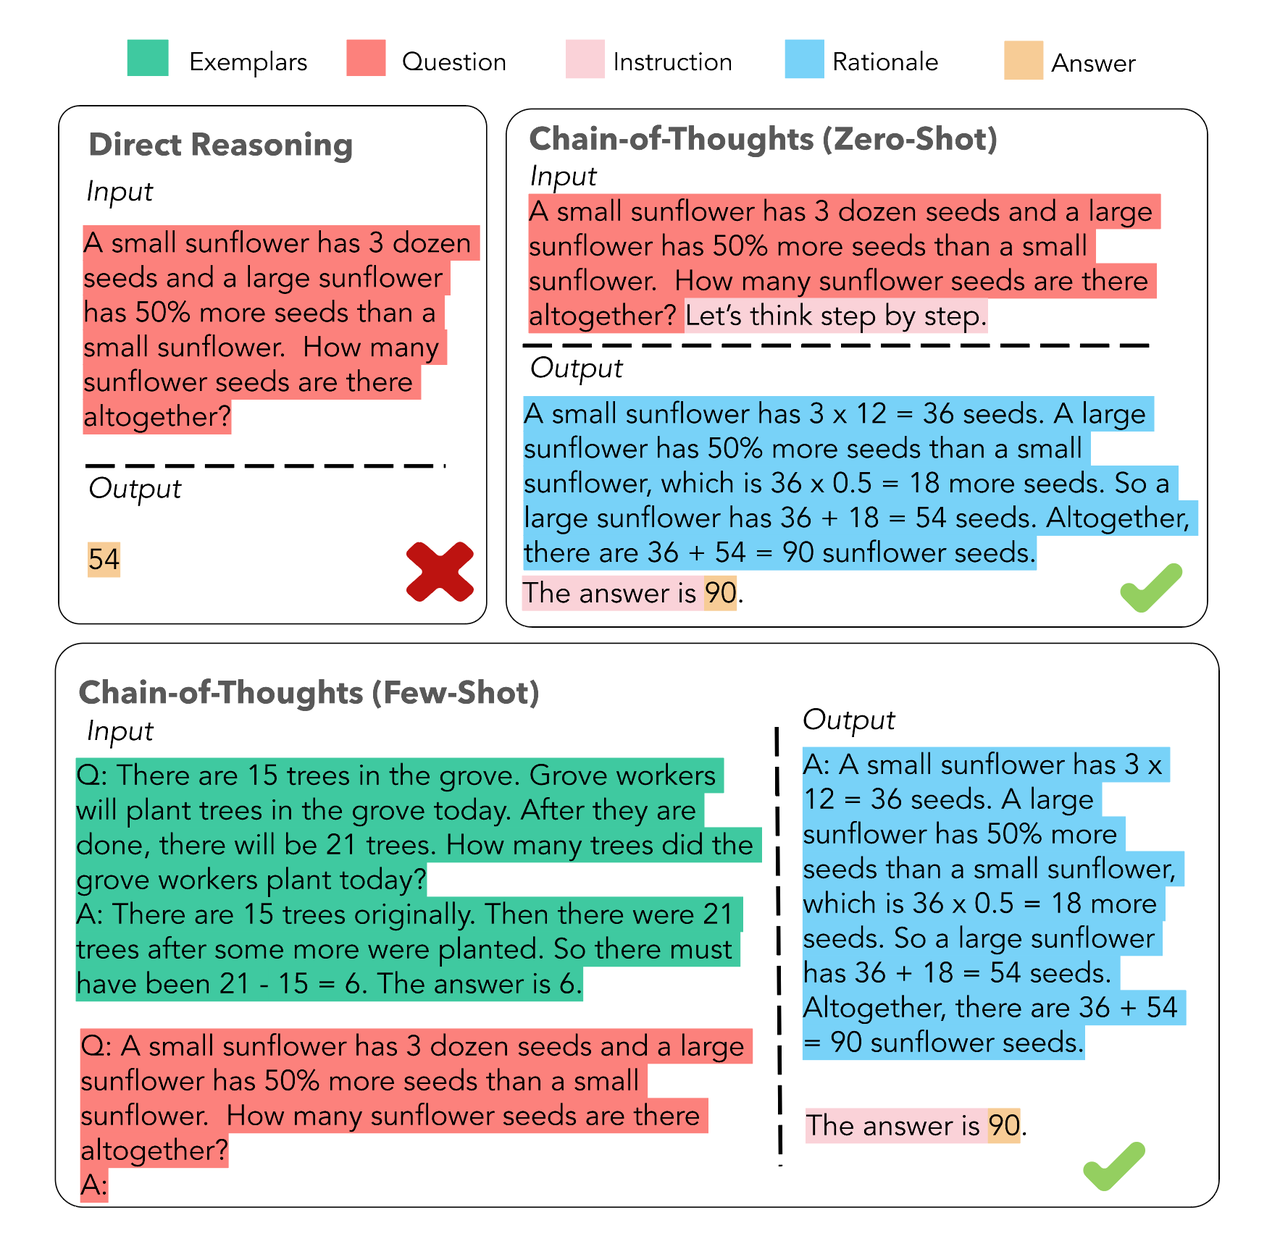 Exemplars Question Instruction Rationale Answer
Direct Reasoning
Input
A small sunflower has 3 dozen
seeds and a large sunflower
has 50% more seeds than a
small sunflower.  How many
sunflower seeds are there
altogether?
Output
54
Chain-of-Thoughts (Zero-Shot)
Input
A small sunflower has 3 dozen seeds and a large
sunflower has 50% more seeds than a small
sunflower.  How many sunflower seeds are there
altogether? Let’s think step by step.
Output
A small sunflower has 3 x 12 = 36 seeds. A large
sunflower has 50% more seeds than a small
sunflower, which is 36 x 0.5 = 18 more seeds. So a
large sunflower has 36 + 18 = 54 seeds. Altogether,
there are 36 + 54 = 90 sunflower seeds.
The answer is 90.
Chain-of-Thoughts (Few-Shot)
Input
Q: There are 15 trees in the grove. Grove workers
will plant trees in the grove today. After they are
done, there will be 21 trees. How many trees did the
grove workers plant today?
A: There are 15 trees originally. Then there were 21
trees after some more were planted. So there must
have been 21 - 15 = 6. The answer is 6.
Q: A small sunflower has 3 dozen seeds and a large
sunflower has 50% more seeds than a small
sunflower.  How many sunflower seeds are there
altogether?
A:
Output
A: A small sunflower has 3 x
12 = 36 seeds. A large
sunflower has 50% more
seeds than a small sunflower,
which is 36 x 0.5 = 18 more
seeds. So a large sunflower
has 36 + 18 = 54 seeds.
Altogether, there are 36 + 54
= 90 sunflower seeds.
The answer is 90.